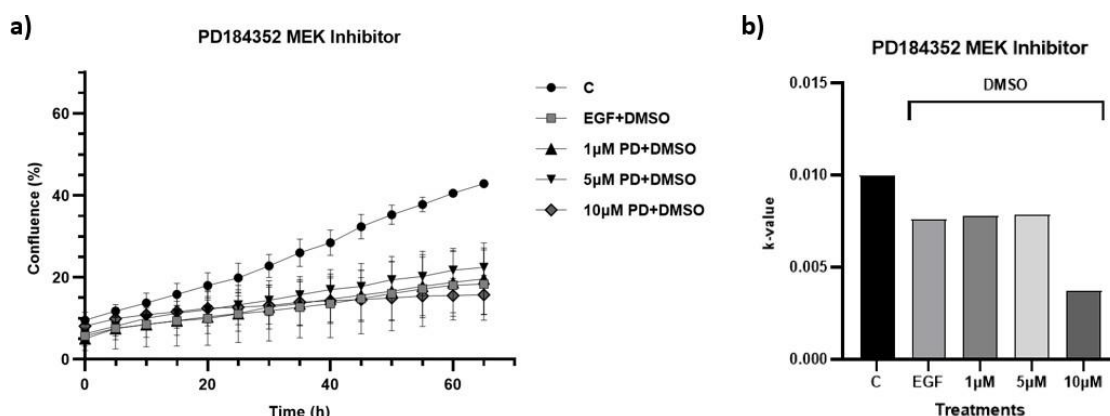 a)
PD184352 MEK Inhibitor
60
40
20
0
Confluence (%)
0
20
40
60
Time (h)
C
EGF+DMSO
1µM PD+DMSO
5µM PD+DMSO
10µM PD+DMSO
b)
PD184352 MEK Inhibitor
DMSO
0.015
0.010
0.005
0.000
k-value
C
EGF
1µM
5µM
10µM
Treatments